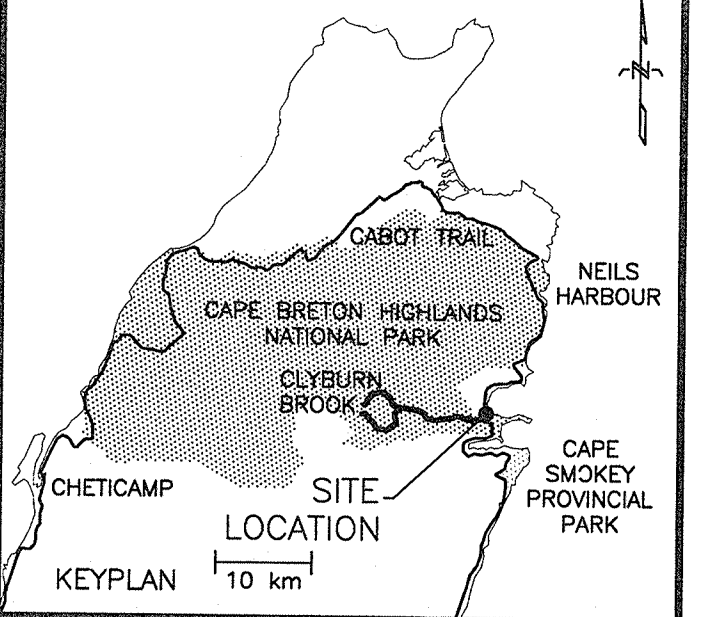 N
CABOT TRAIL
NEILS
HARBOUR
CAPE BRETON HIGHLANDS
NATIONAL PARK
CLYBURN
BROOK
CAPE
SMOKEY
PROVINCIAL
PARK
CHETICAMP
SITE
LOCATION
KEYPLAN
10 km